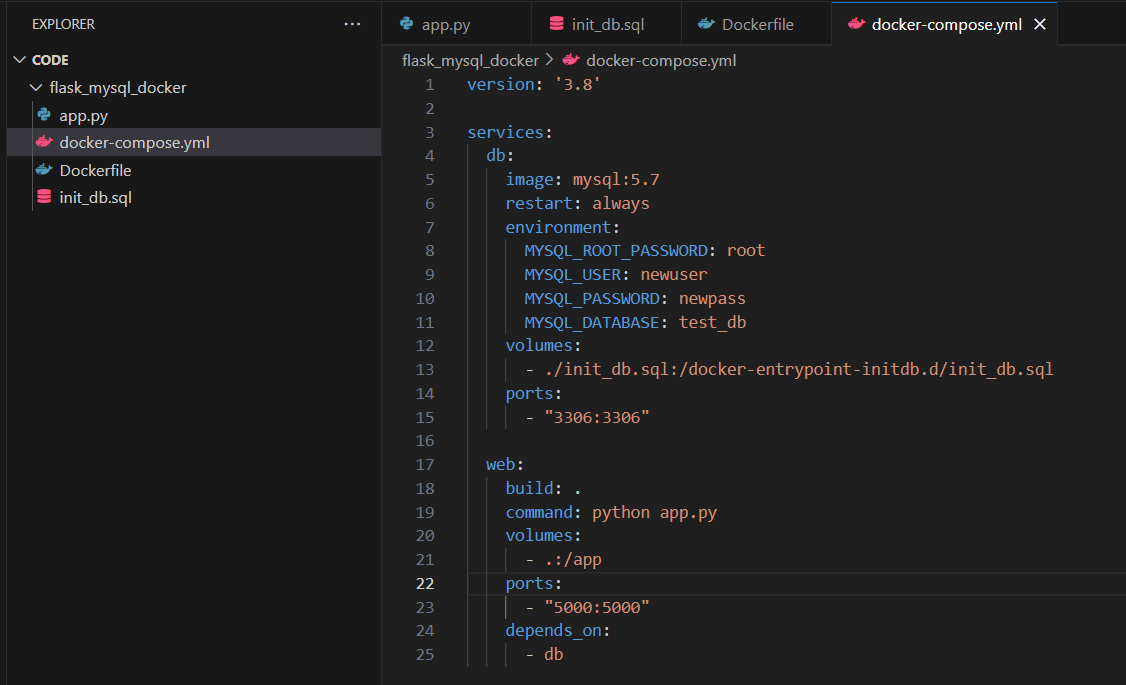 EXPLORER
CODE
flask_mysql_docker
app.py
docker-compose.yml
Dockerfile
init_db.sql
app.py
init_db.sql
Dockerfile
docker-compose.yml
flask_mysql_docker > docker-compose.yml
1 version: '3.8'
2
3 services:
4 db:
5 image: mysql:5.7
6 restart: always
7 environment:
8 MYSQL_ROOT_PASSWORD: root
9 MYSQL_USER: newuser
10 MYSQL_PASSWORD: newpass
11 MYSQL_DATABASE: test_db
12 volumes:
13 - ./init_db.sql:/docker-entrypoint-initdb.d/init_db.sql
14 ports:
15 - "3306:3306"
16
17 web:
18 build: .
19 command: python app.py
20 volumes:
21 - .:/app
22 ports:
23 - "5000:5000"
24 depends_on:
25 - db